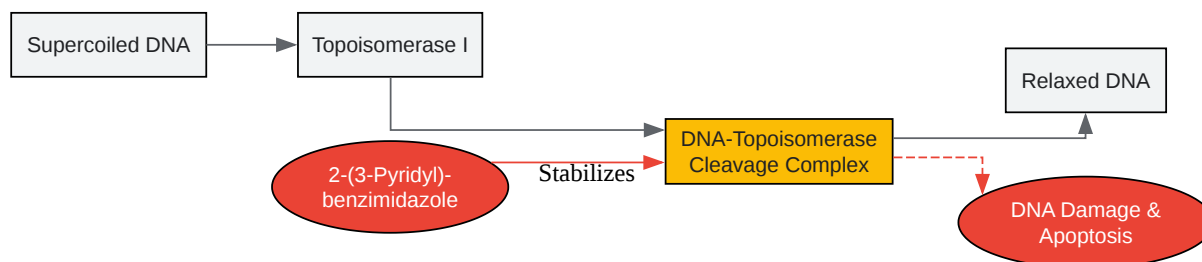 Supercoiled DNA
Topoisomerase I
Relaxed DNA
DNA-Topoisomerase
Cleavage Complex
2-(3-Pyridyl)-
benzimidazole
Stabilizes
DNA Damage &
Apoptosis